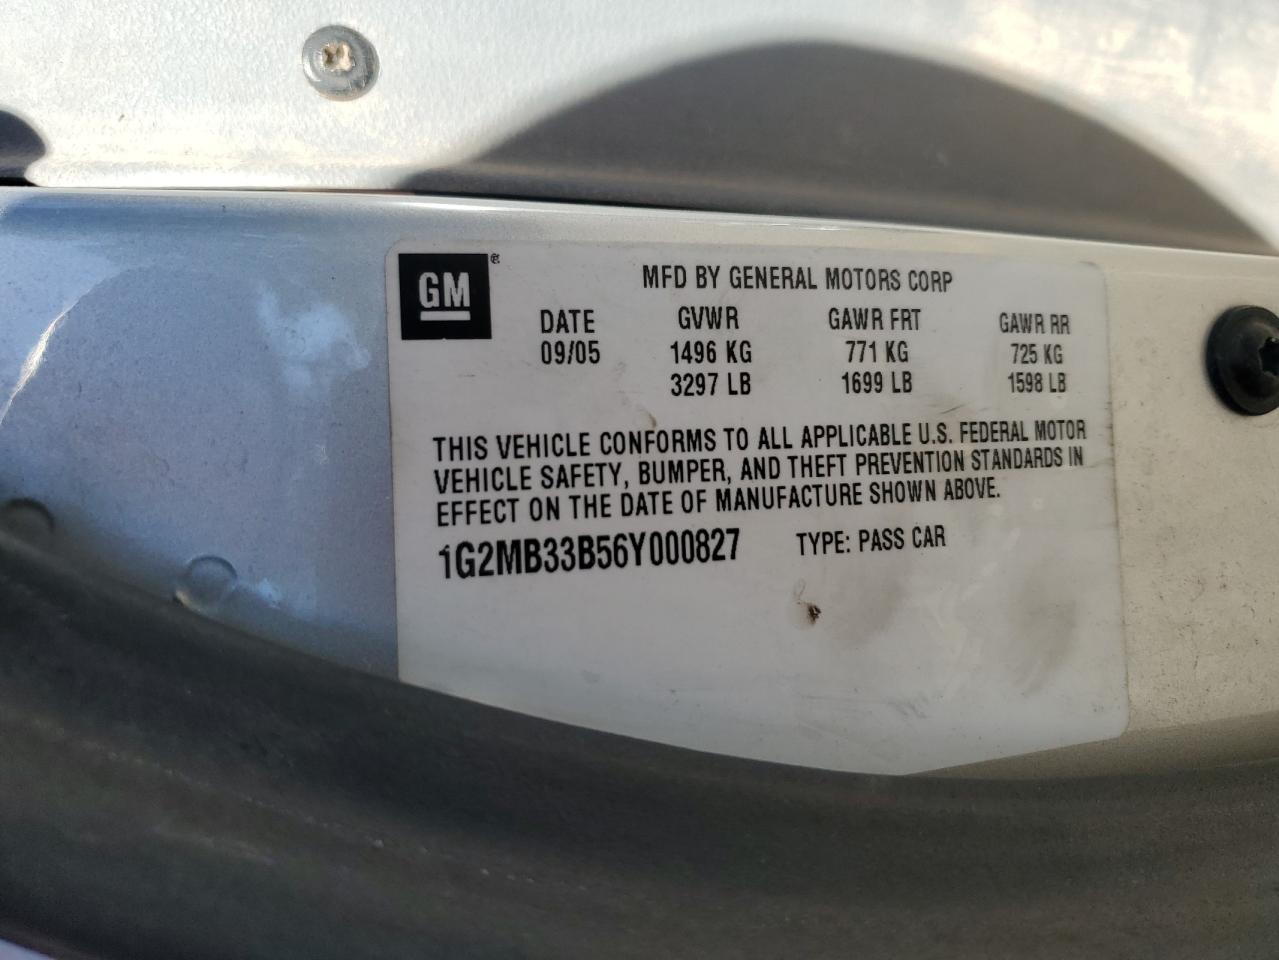 GM ®
MFD BY GENERAL MOTORS CORP
DATE GVWR GAWR FRT GAWR RR
09/05 1496 KG 771 KG 725 KG
3297 LB 1699 LB 1598 LB
THIS VEHICLE CONFORMS TO ALL APPLICABLE U.S. FEDERAL MOTOR
VEHICLE SAFETY, BUMPER, AND THEFT PREVENTION STANDARDS IN
EFFECT ON THE DATE OF MANUFACTURE SHOWN ABOVE.
1G2MB33B56Y000827 TYPE: PASS CAR